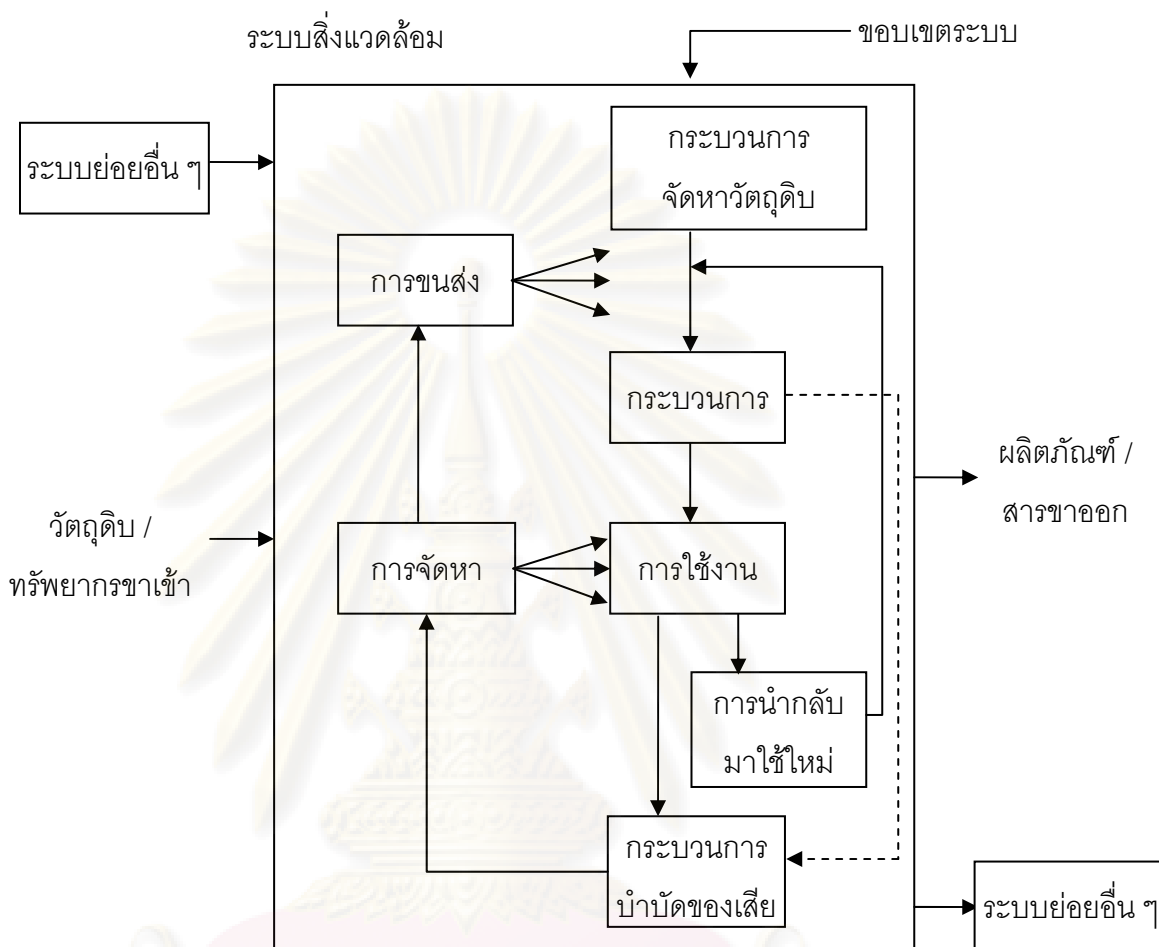 ระบบสิ่งแวดล้อม
ขอบเขตระบบ
ระบบย่อยอื่น ๆ
กระบวนการ
จัดหาวัตถุดิบ
การขนส่ง
กระบวนการ
ผลิตภัณฑ์ /
สารขาออก
วัตถุดิบ /
ทรัพยากรขาเข้า
การจัดหา
การใช้งาน
การนำกลับ
มาใช้ใหม่
กระบวนการ
บำบัดของเสีย
ระบบย่อยอื่น ๆ